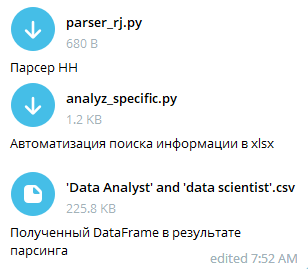 parser_rj.py
680 B
Парсер HH
analyz_specific.py
1.2 KB
Автоматизация поиска информации в xlsx
'Data Analyst' and 'data scientist'.csv
225.8 KB
Полученный DataFrame в результате
парсинга
edited 7:52 AM